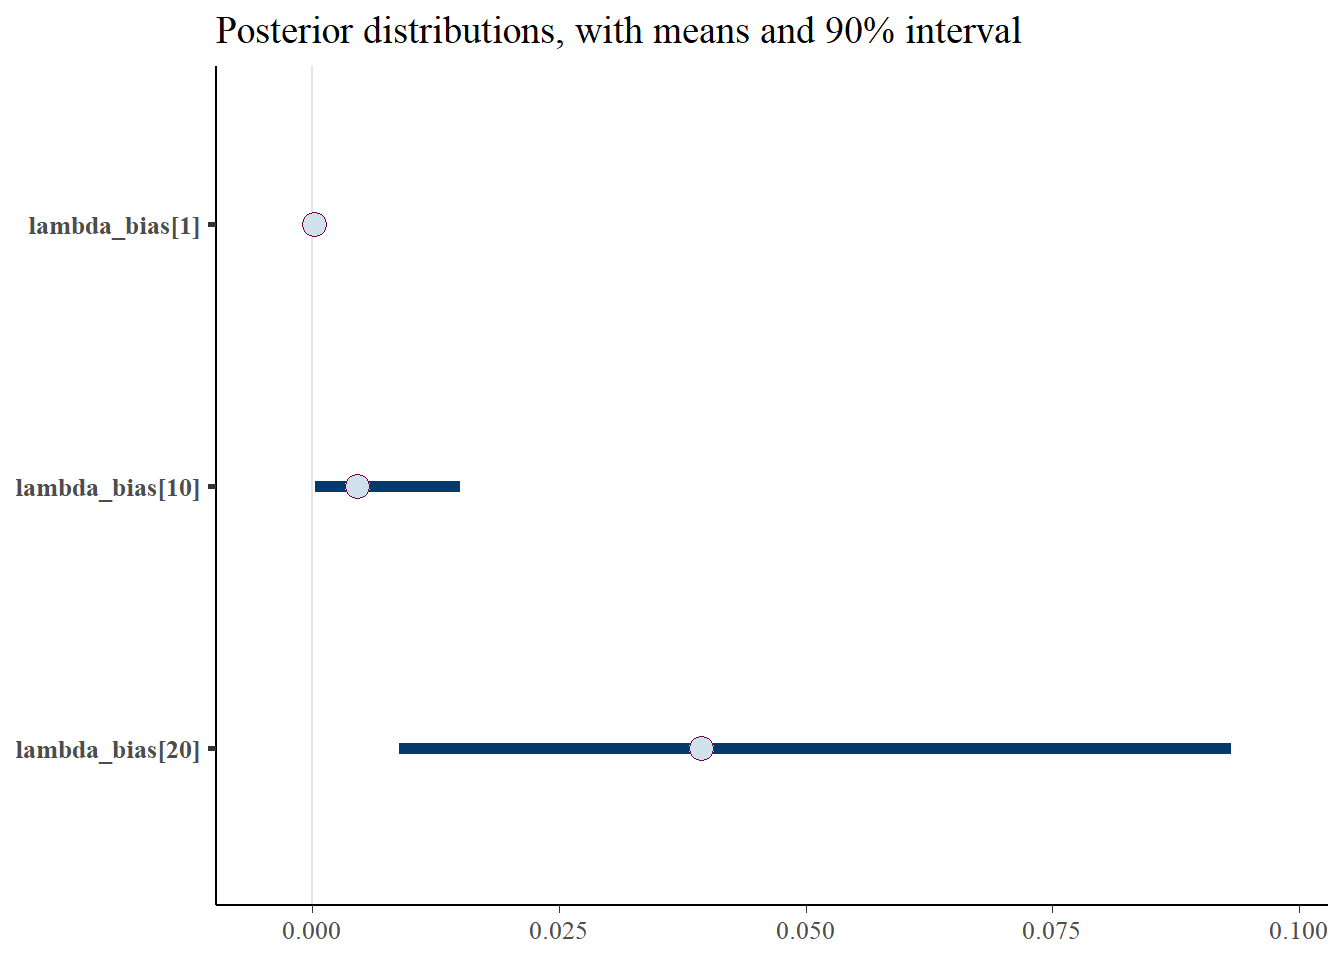 Posterior distributions, with means and 90% interval
lambda_bias[1]
lambda_bias[10]
lambda_bias[20]
0.000 0.025 0.050 0.075 0.100